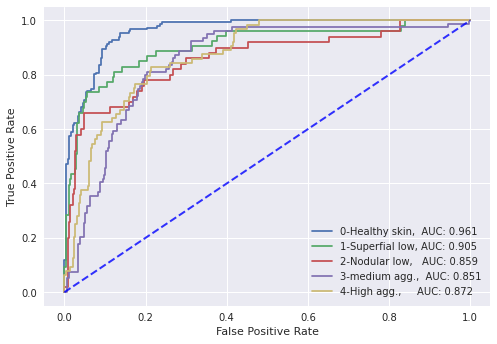 1.0
0.8
0.6
0.4
0.2
0.0
True Positive Rate
0.0 0.2 0.4 0.6 0.8 1.0
False Positive Rate
0-Healthy skin, AUC: 0.961
1-Superfial low, AUC: 0.905
2-Nodular low, AUC: 0.859
3-medium agg., AUC: 0.851
4-High agg., AUC: 0.872